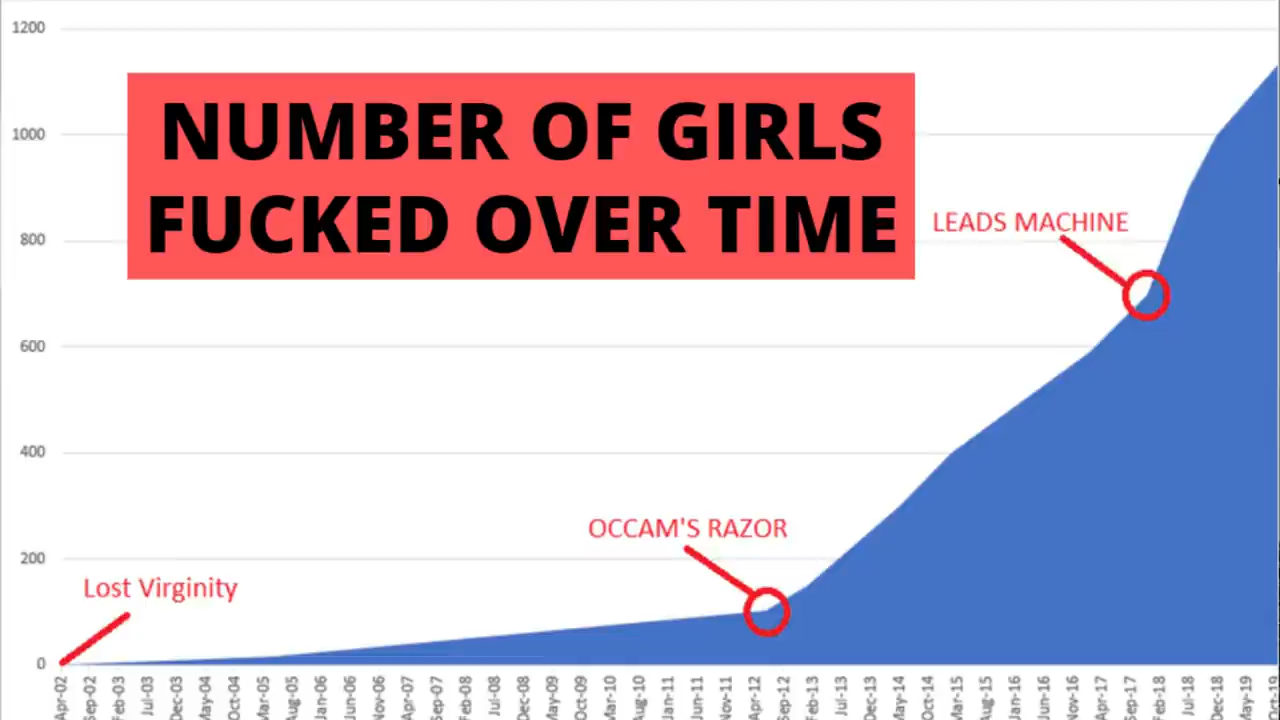 1200
NUMBER OF GIRLS
FUCKED OVER TIME
1000
LEADS MACHINE
800
600
400
OCCAM'S RAZOR
200
Lost Virginity
0
Apr-02
Sep-02
Feb-03
Jul-03
Dec-03
May-04
Oct-04
Mar-05
Aug-05
Jan-06
Jun-06
Nov-06
Apr-07
Sep-07
Feb-08
Jul-08
Dec-08
May-09
Oct-09
Mar-10
Aug-10
Jan-11
Jun-11
Nov-11
Apr-12
Sep-12
Feb-13
Jul-13
Dec-13
May-14
Oct-14
Mar-15
Aug-15
Jan-16
Jun-16
Nov-16
Apr-17
Sep-17
Feb-18
Jul-18
Dec-18
May-19
Oct-19